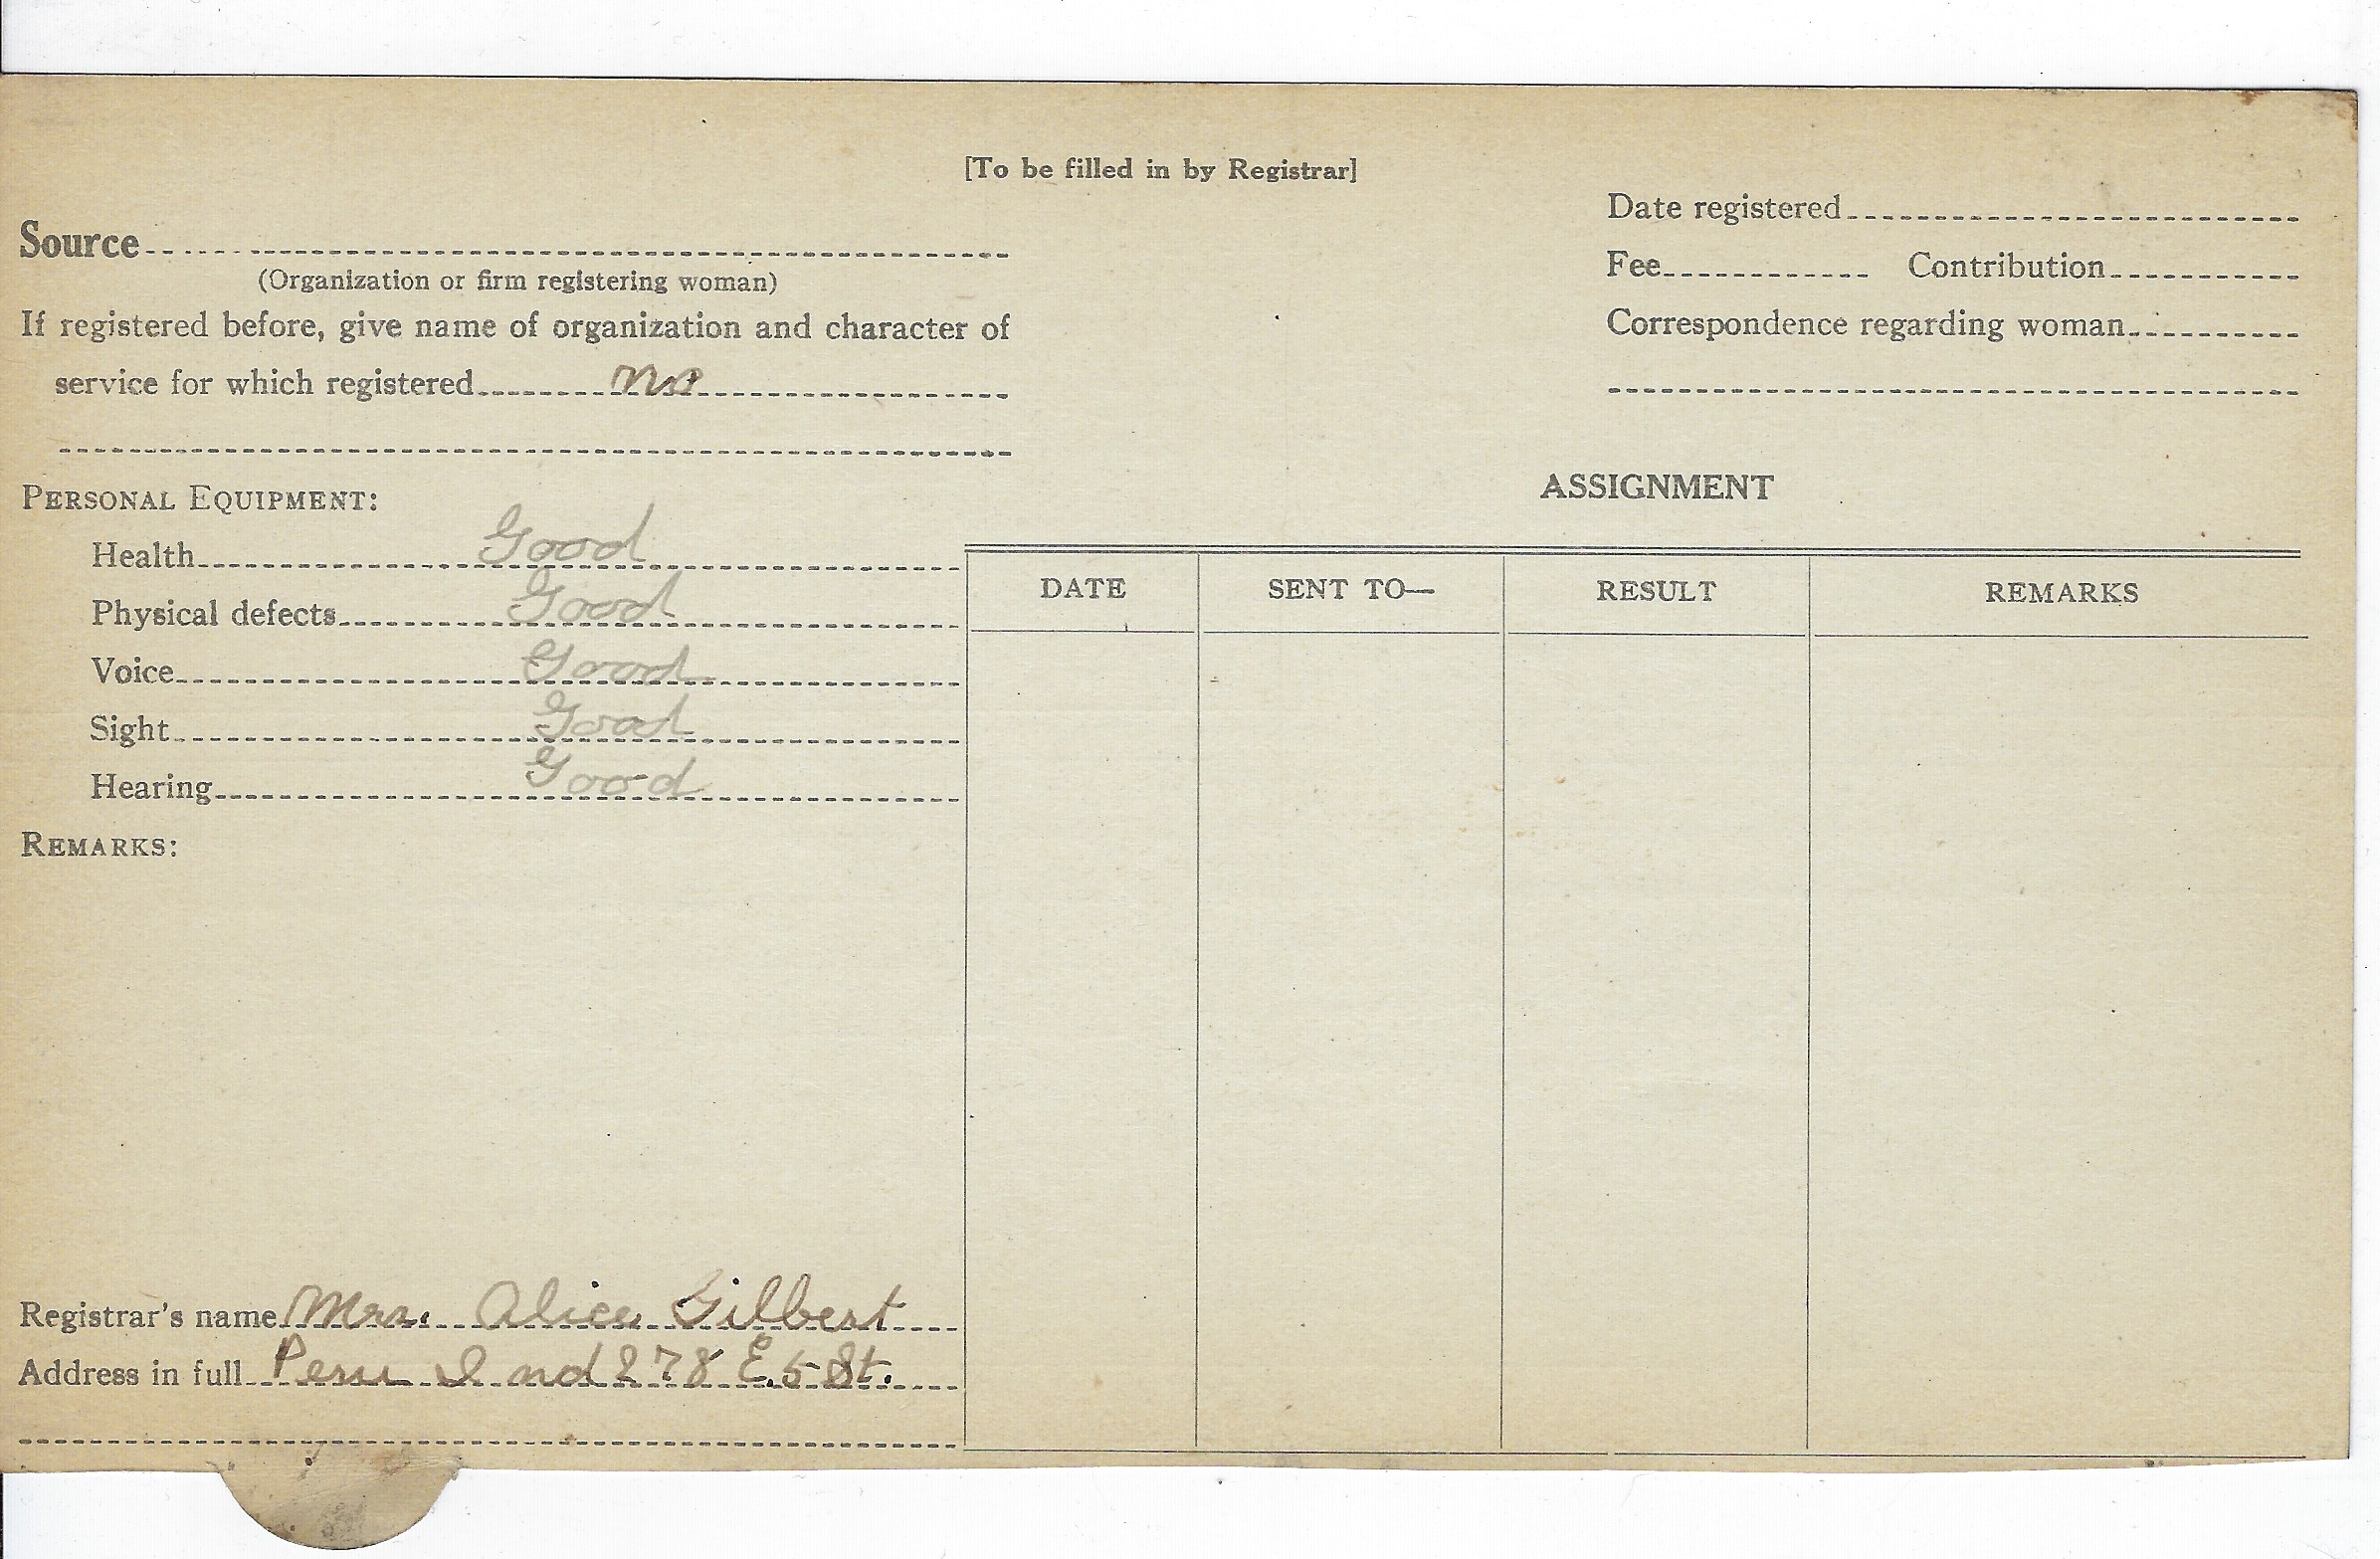 [To be filled in by Registrar]
Source
(Organization or firm registering woman)
If registered before, give name of organization and character of
service for which registered no
Date registered
Fee Contribution
Correspondence regarding woman
PERSONAL EQUIPMENT:
Health Good
Physical defects Good
Voice Good
Sight Good
Hearing Good
REMARKS:
Registrar's name Mrs. Alice Gilbert
Address in full Peru Ind 278 E. 5 St.
ASSIGNMENT
DATE SENT TO— RESULT REMARKS